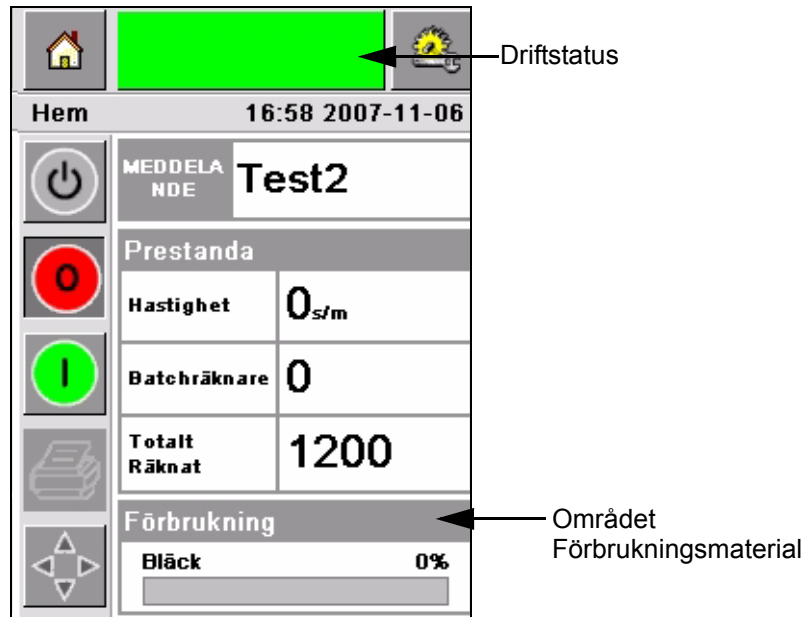 Driftstatus
Hem 16:58 2007-11-06
MEDDELA
NDE
Test2
Prestanda
Hastighet 0s/m
Batchräknare 0
Totalt
Räknat
1200
Förbrukning
Bläck 0%
Området
Förbrukningsmaterial